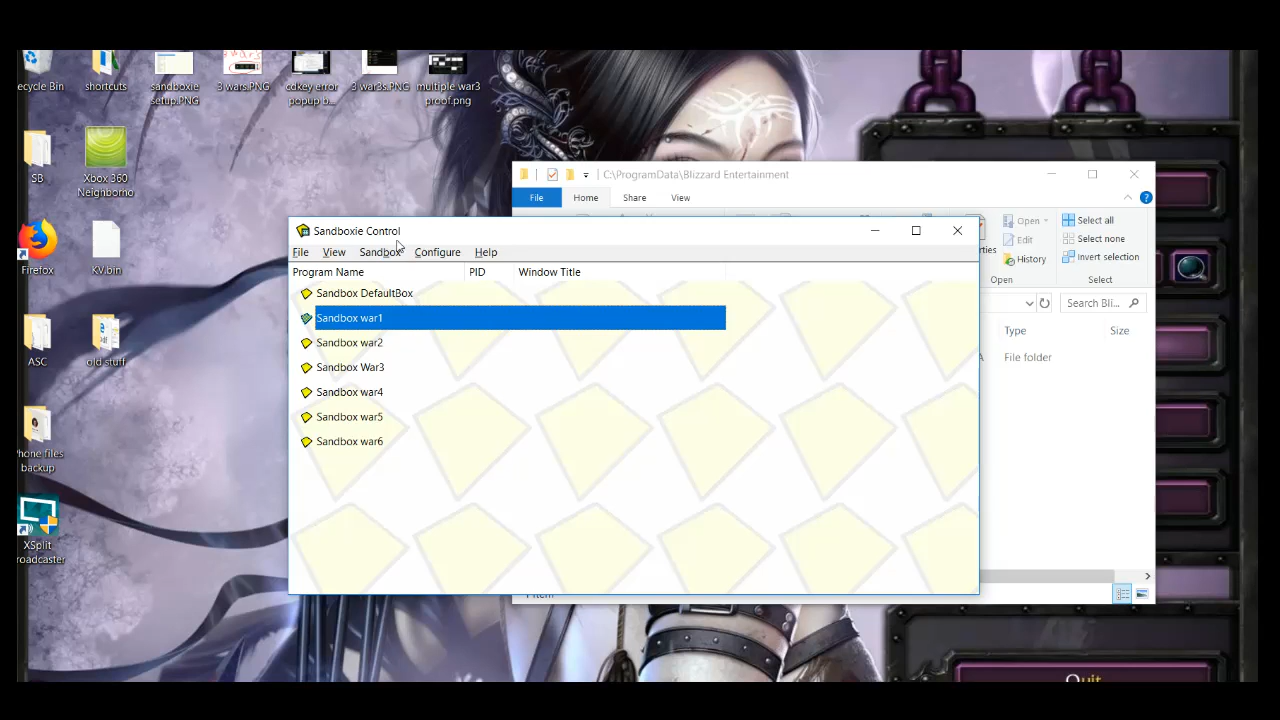 ecycle Bin
shortcuts
sandboxie
setup.PNG
3 wars.PNG
cdkey error
popup b...
3 war3s.PNG
multiple war3
proof.png
SB
Xbox 360
Neighborho
Firefox
KV.bin
ASC
old stuff
hone files
backup
XSplit
roadcaster
C:\ProgramData\Blizzard Entertainment
File Home Share View
Open
Edit
History
Open
Select all
Select none
Invert selection
Select
Search Bli...
Type Size
File folder
Sandboxie Control
File View Sandbox Configure Help
Program Name PID Window Title
Sandbox DefaultBox
Sandbox war1
Sandbox war2
Sandbox War3
Sandbox war4
Sandbox war5
Sandbox war6
Quit